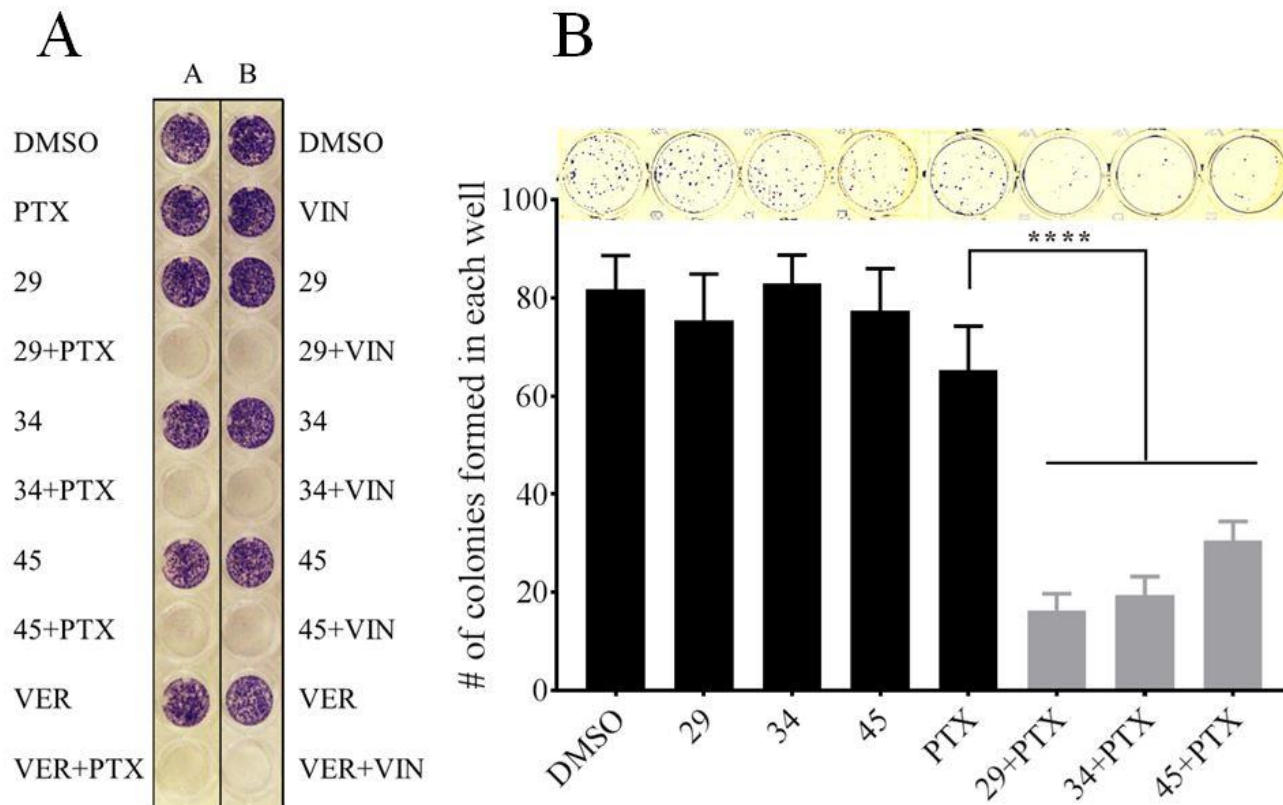 A
B
A B
DMSO DMSO
PTX VIN
29 29
29+PTX 29+VIN
34 34
34+PTX 34+VIN
45 45
45+PTX 45+VIN
VER VER
VER+PTX VER+VIN
# of colonies formed in each well
100
80
60
40
20
0
****
DMSO
29
34
45
PTX
29+PTX
34+PTX
45+PTX